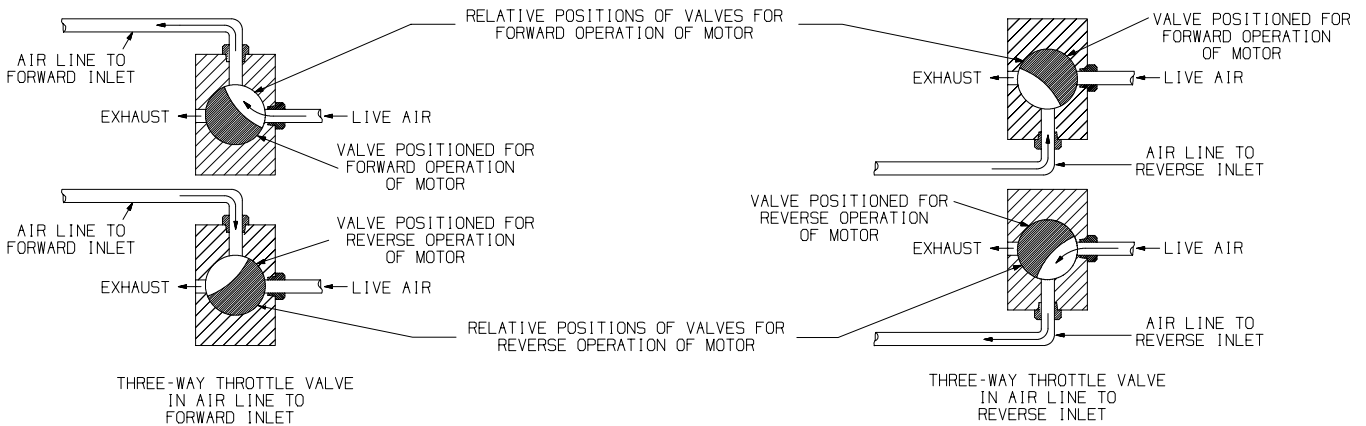 RELATIVE POSITIONS OF VALVES FOR
FORWARD OPERATION OF MOTOR
AIR LINE TO
FORWARD INLET
EXHAUST
LIVE AIR
VALVE POSITIONED FOR
FORWARD OPERATION
OF MOTOR
VALVE POSITIONED FOR
FORWARD OPERATION
OF MOTOR
EXHAUST
LIVE AIR
AIR LINE TO
REVERSE INLET
AIR LINE TO
FORWARD INLET
VALVE POSITIONED FOR
REVERSE OPERATION
OF MOTOR
EXHAUST
LIVE AIR
VALVE POSITIONED FOR
REVERSE OPERATION
OF MOTOR
EXHAUST
LIVE AIR
AIR LINE TO
REVERSE INLET
RELATIVE POSITIONS OF VALVES FOR
REVERSE OPERATION OF MOTOR
THREE-WAY THROTTLE VALVE
IN AIR LINE TO
FORWARD INLET
THREE-WAY THROTTLE VALVE
IN AIR LINE TO
REVERSE INLET